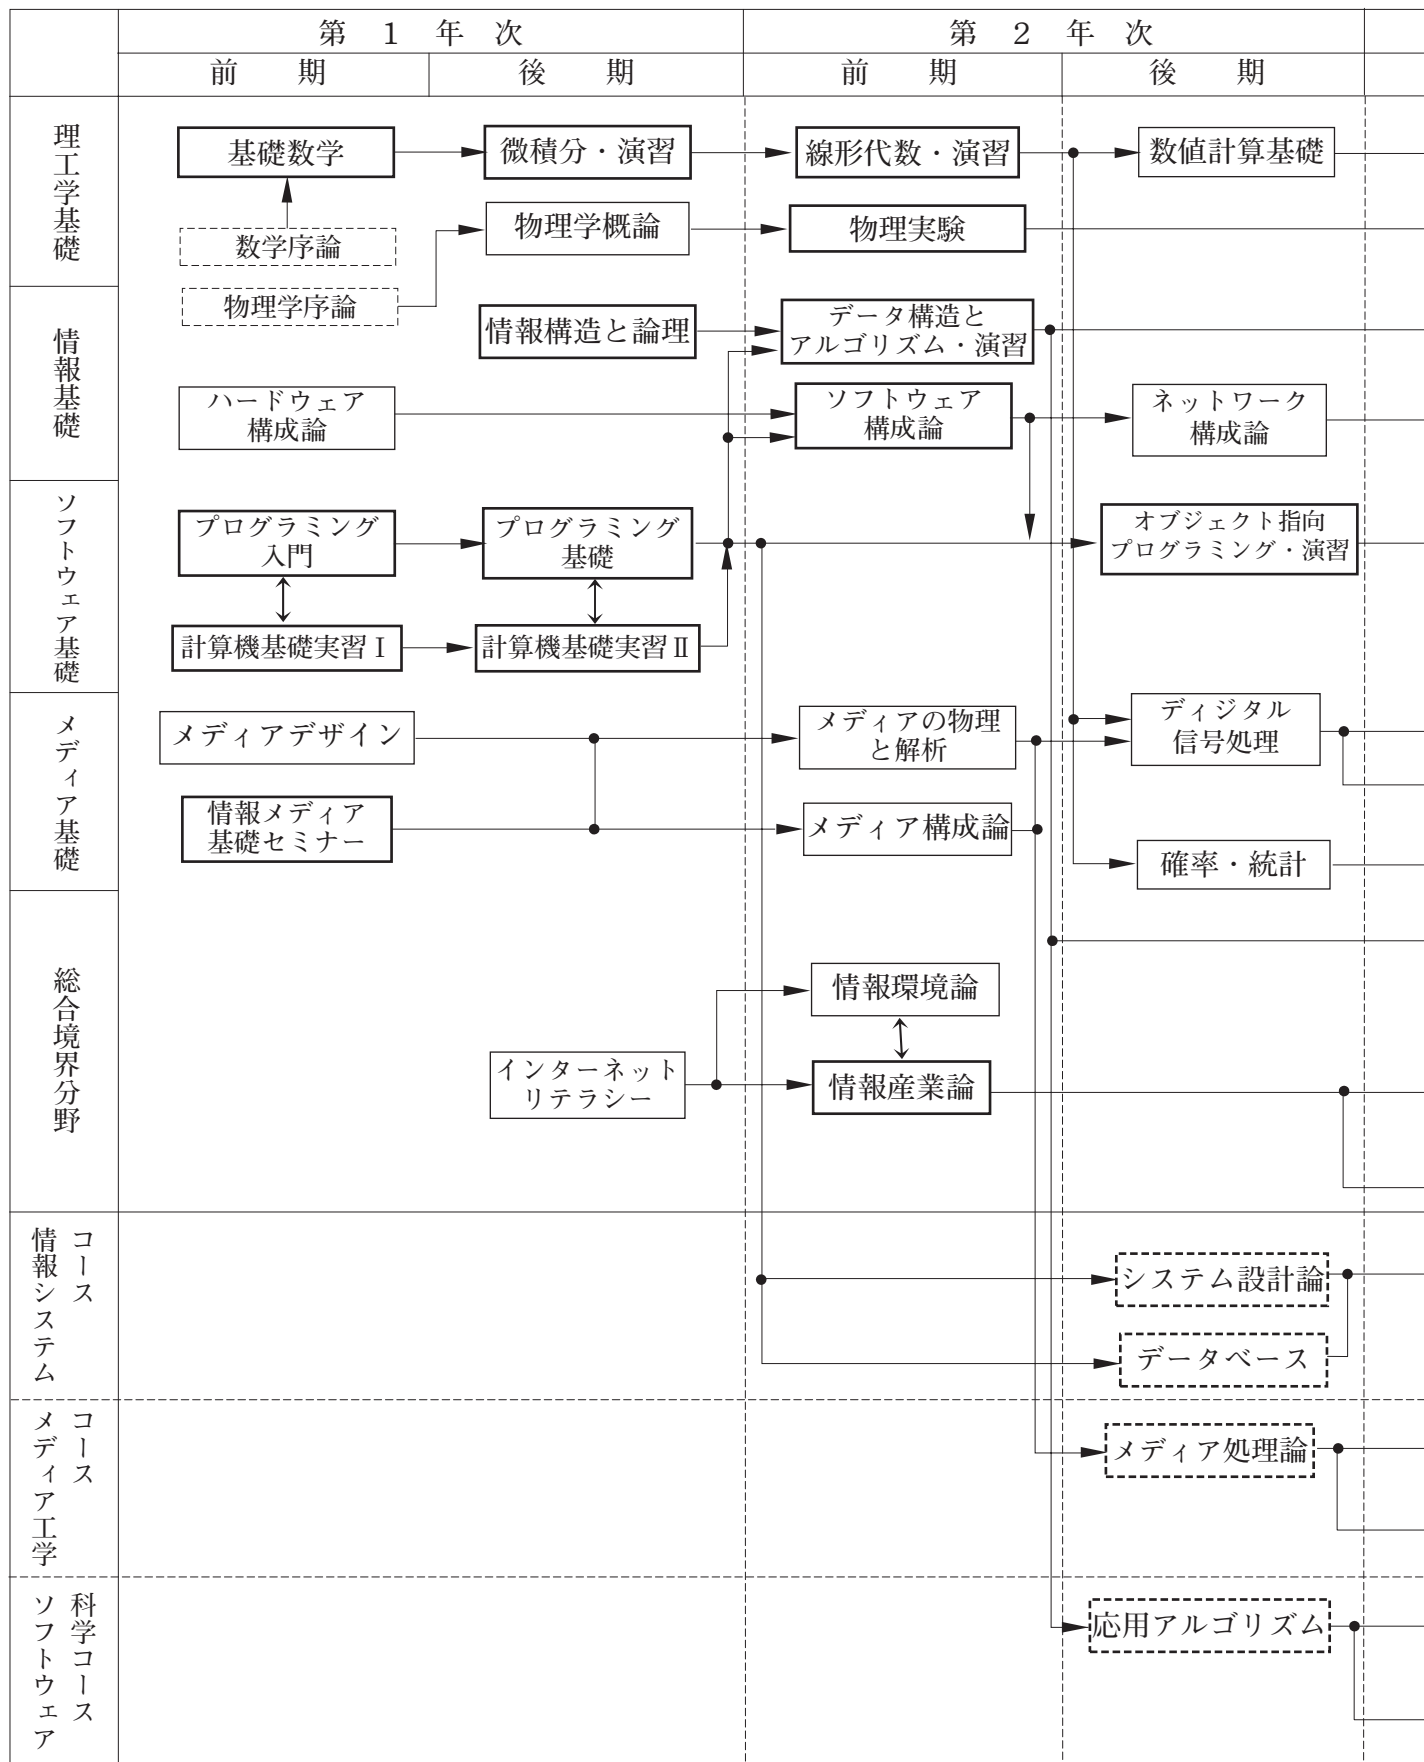 第 1 年 次
第 2 年 次
前 期
後 期
前 期
後 期
理工学基礎
基礎数学
微積分・演習
線形代数・演習
数値計算基礎
数学序論
物理学概論
物理実験
物理学序論
情報基礎
情報構造と論理
データ構造と
アルゴリズム・演習
ハードウェア
構成論
ソフトウェア
構成論
ネットワーク
構成論
ソフトウェア基礎
プログラミング
入門
プログラミング
基礎
オブジェクト指向
プログラミング・演習
計算機基礎実習Ⅰ
計算機基礎実習Ⅱ
メディア基礎
メディアデザイン
メディアの物理
と解析
ディジタル
信号処理
情報メディア
基礎セミナー
メディア構成論
確率・統計
総合境界分野
情報環境論
インターネット
リテラシー
情報産業論
情報システム
コース
システム設計論
データベース
メディア工学
コース
メディア処理論
ソフトウェア
科学コース
応用アルゴリズム